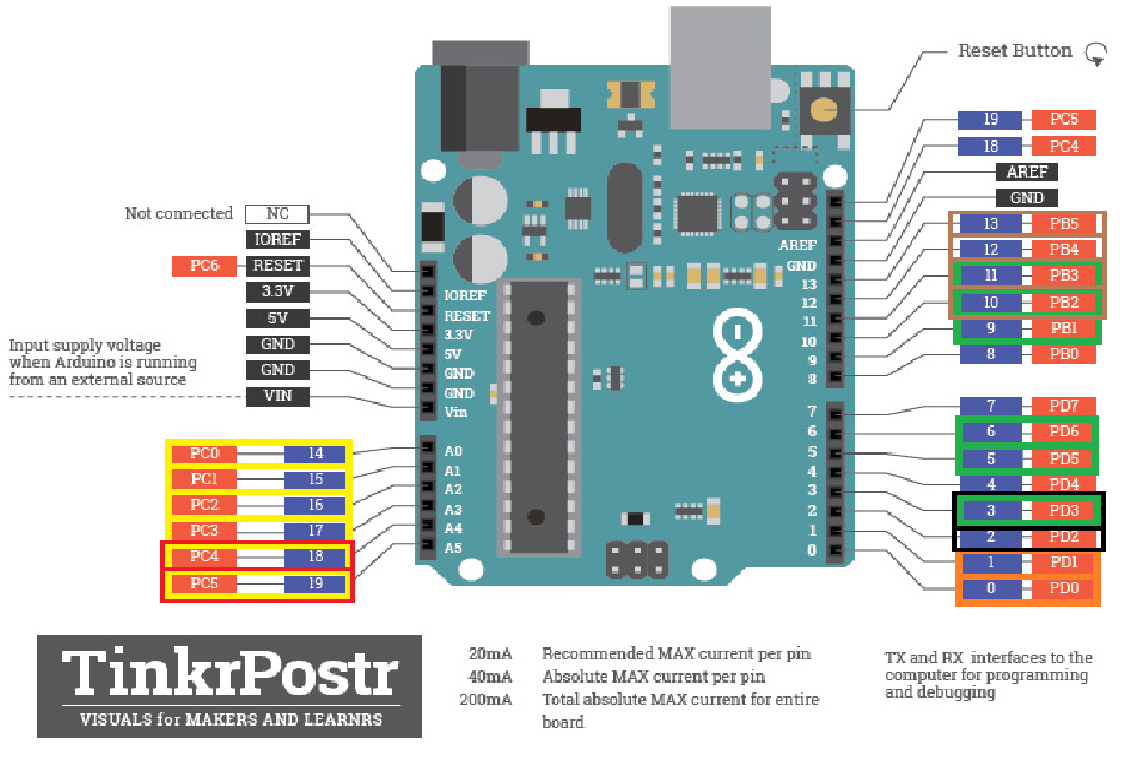 Reset Button
19 PC5
18 PC4
AREF
GND
13 PB5
12 PB4
11 PB3
10 PB2
9 PB1
8 PB0
7 PD7
6 PD6
5 PD5
4 PD4
3 PD3
2 PD2
1 PD1
0 PD0
Not connected NC
IOREF
PC6 RESET
3.3V
5V
GND
GND
VIN
Input supply voltage
when Arduino is running
from an external source
PC0 14
PC1 15
PC2 16
PC3 17
PC4 18
PC5 19
IOREF
RESET
3.3V
5V
GND
GND
Vin
A0
A1
A2
A3
A4
A5
AREF
GND
13
12
11
10
9
8
7
6
5
4
3
2
1
0
TinkrPostr
VISUALS for MAKERS AND LEARNRS
20mA Recommended MAX current per pin
40mA Absolute MAX current per pin
200mA Total absolute MAX current for entire
board
TX and RX interfaces to the
computer for programming
and debugging